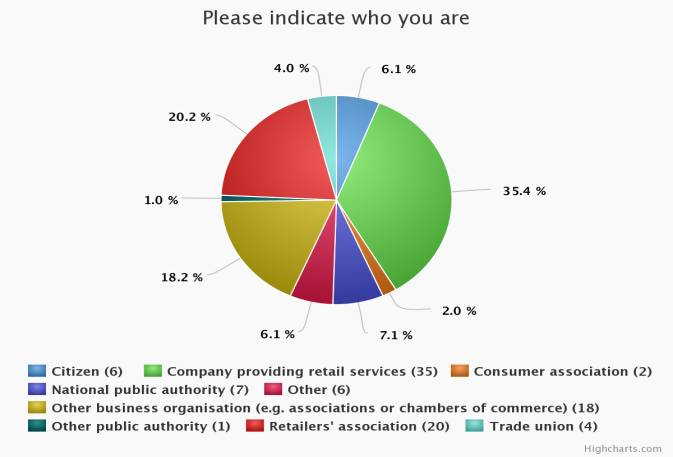 Please indicate who you are
4.0 %
6.1 %
20.2 %
35.4 %
1.0 %
18.2 %
2.0 %
6.1 %
7.1 %
Citizen (6) Company providing retail services (35) Consumer association (2)
National public authority (7) Other (6)
Other business organisation (e.g. associations or chambers of commerce) (18)
Other public authority (1) Retailers' association (20) Trade union (4)
Highcharts.com